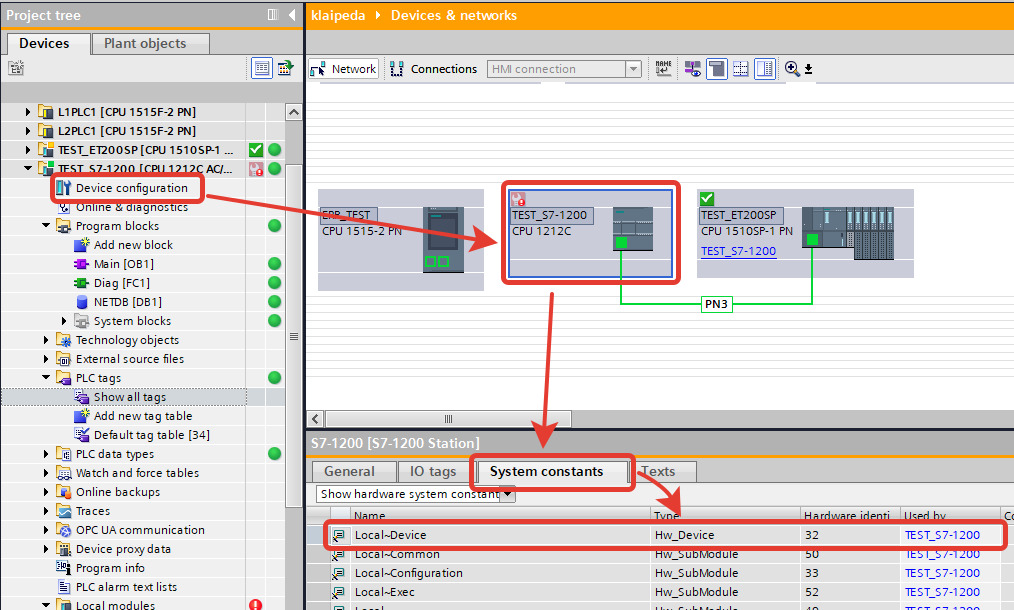 Project tree
Devices
Plant objects
L1PLC1 [CPU 1515F-2 PN]
L2PLC1 [CPU 1515F-2 PN]
TEST_ET200SP [CPU 1510SP-1 ...
TEST_S7-1200 [CPU 1212C AC/...
Device configuration
Online & diagnostics
Program blocks
Add new block
Main [OB1]
Diag [FC1]
NETDB [DB1]
System blocks
Technology objects
External source files
PLC tags
Show all tags
Add new tag table
Default tag table [34]
PLC data types
Watch and force tables
Online backups
Traces
OPC UA communication
Device proxy data
Program info
PLC alarm text lists
Local modules
klaipeda
Devices & networks
Network
Connections
HMI connection
CPU 1515-2 PN
TEST_S7-1200
CPU 1212C
TEST_ET200SP
CPU 1510SP-1 PN
TEST_S7-1200
PN3
S7-1200 [S7-1200 Station]
General
IO tags
System constants
Texts
Show hardware system constant
Name
Type
Hardware identi
Used by
Local~Device
Hw_Device
32
TEST_S7-1200
Local~Common
Hw_SubModule
50
TEST_S7-1200
Local~Configuration
Hw_SubModule
33
TEST_S7-1200
Local~Exec
Hw_SubModule
52
TEST_S7-1200